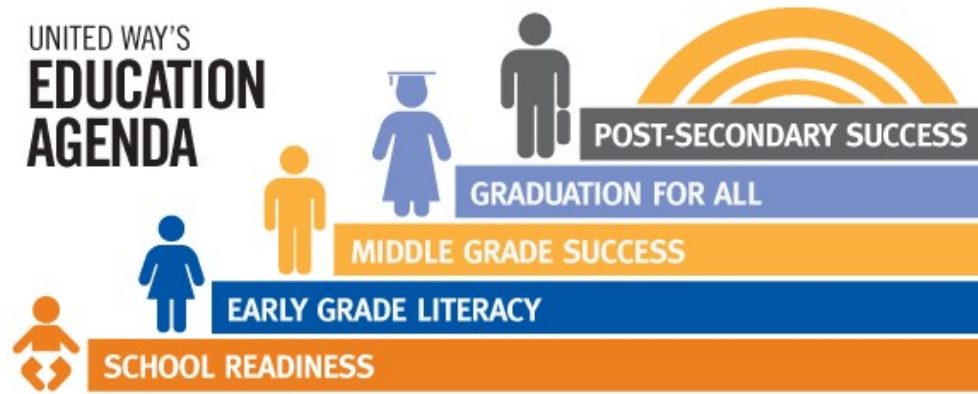 UNITED WAY'S
EDUCATION
AGENDA
POST-SECONDARY SUCCESS
GRADUATION FOR ALL
MIDDLE GRADE SUCCESS
EARLY GRADE LITERACY
SCHOOL READINESS